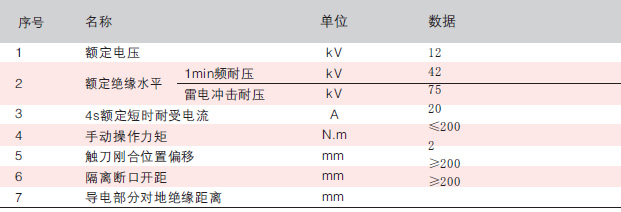 序号 名称 单位 数据
1 额定电压 kV 12
2 额定绝缘水平 1min频耐压 kV 42
雷电冲击耐压 kV 75
3 4s额定短时耐受电流 A 20
4 手动操作力矩 N.m ≤200
5 触刀刚合位置偏移 mm 2
6 隔离断口开距 mm ≥200
7 导电部分对地绝缘距离 mm ≥200